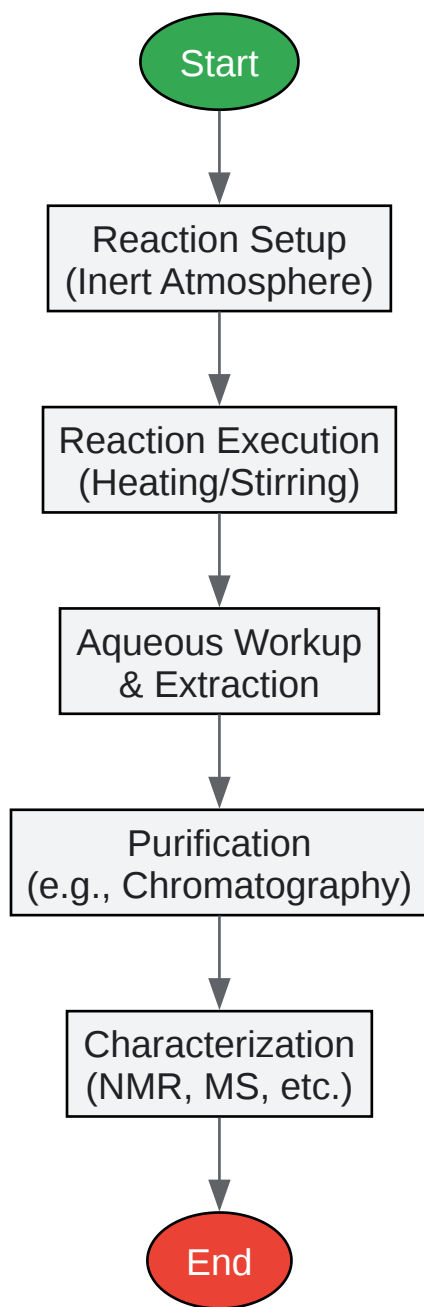 Start
Reaction Setup
(Inert Atmosphere)
Reaction Execution
(Heating/Stirring)
Aqueous Workup
& Extraction
Purification
(e.g., Chromatography)
Characterization
(NMR, MS, etc.)
End